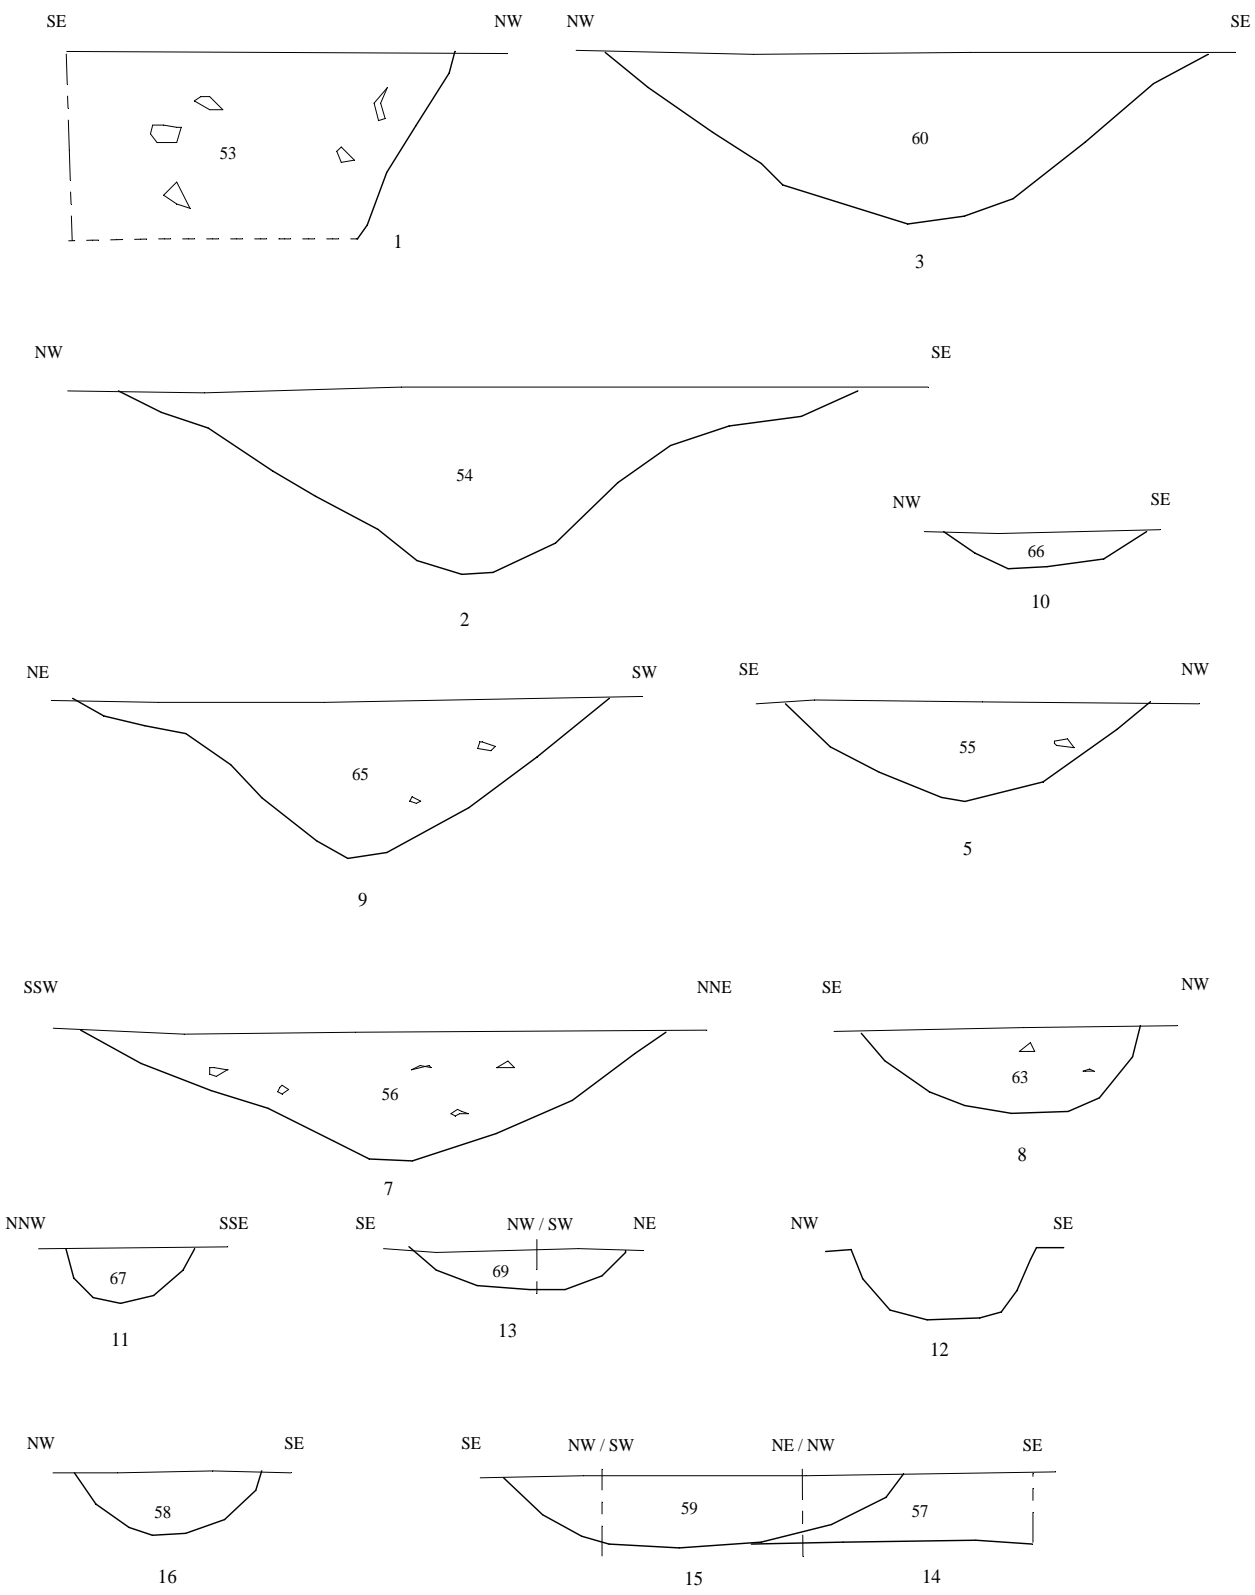 SE NW NW SE
53 60
1 3
NW SE
54
NW SE
66
10
2
NE SW SE NW
65 55
5
9
SSW NNE SE NW
56 63
8
7
NNW SSE SE NW / SW NE NW SE
67 69
11 13 12
NW SE SE NW / SW NE / NW SE
58 59 57
16 15 14